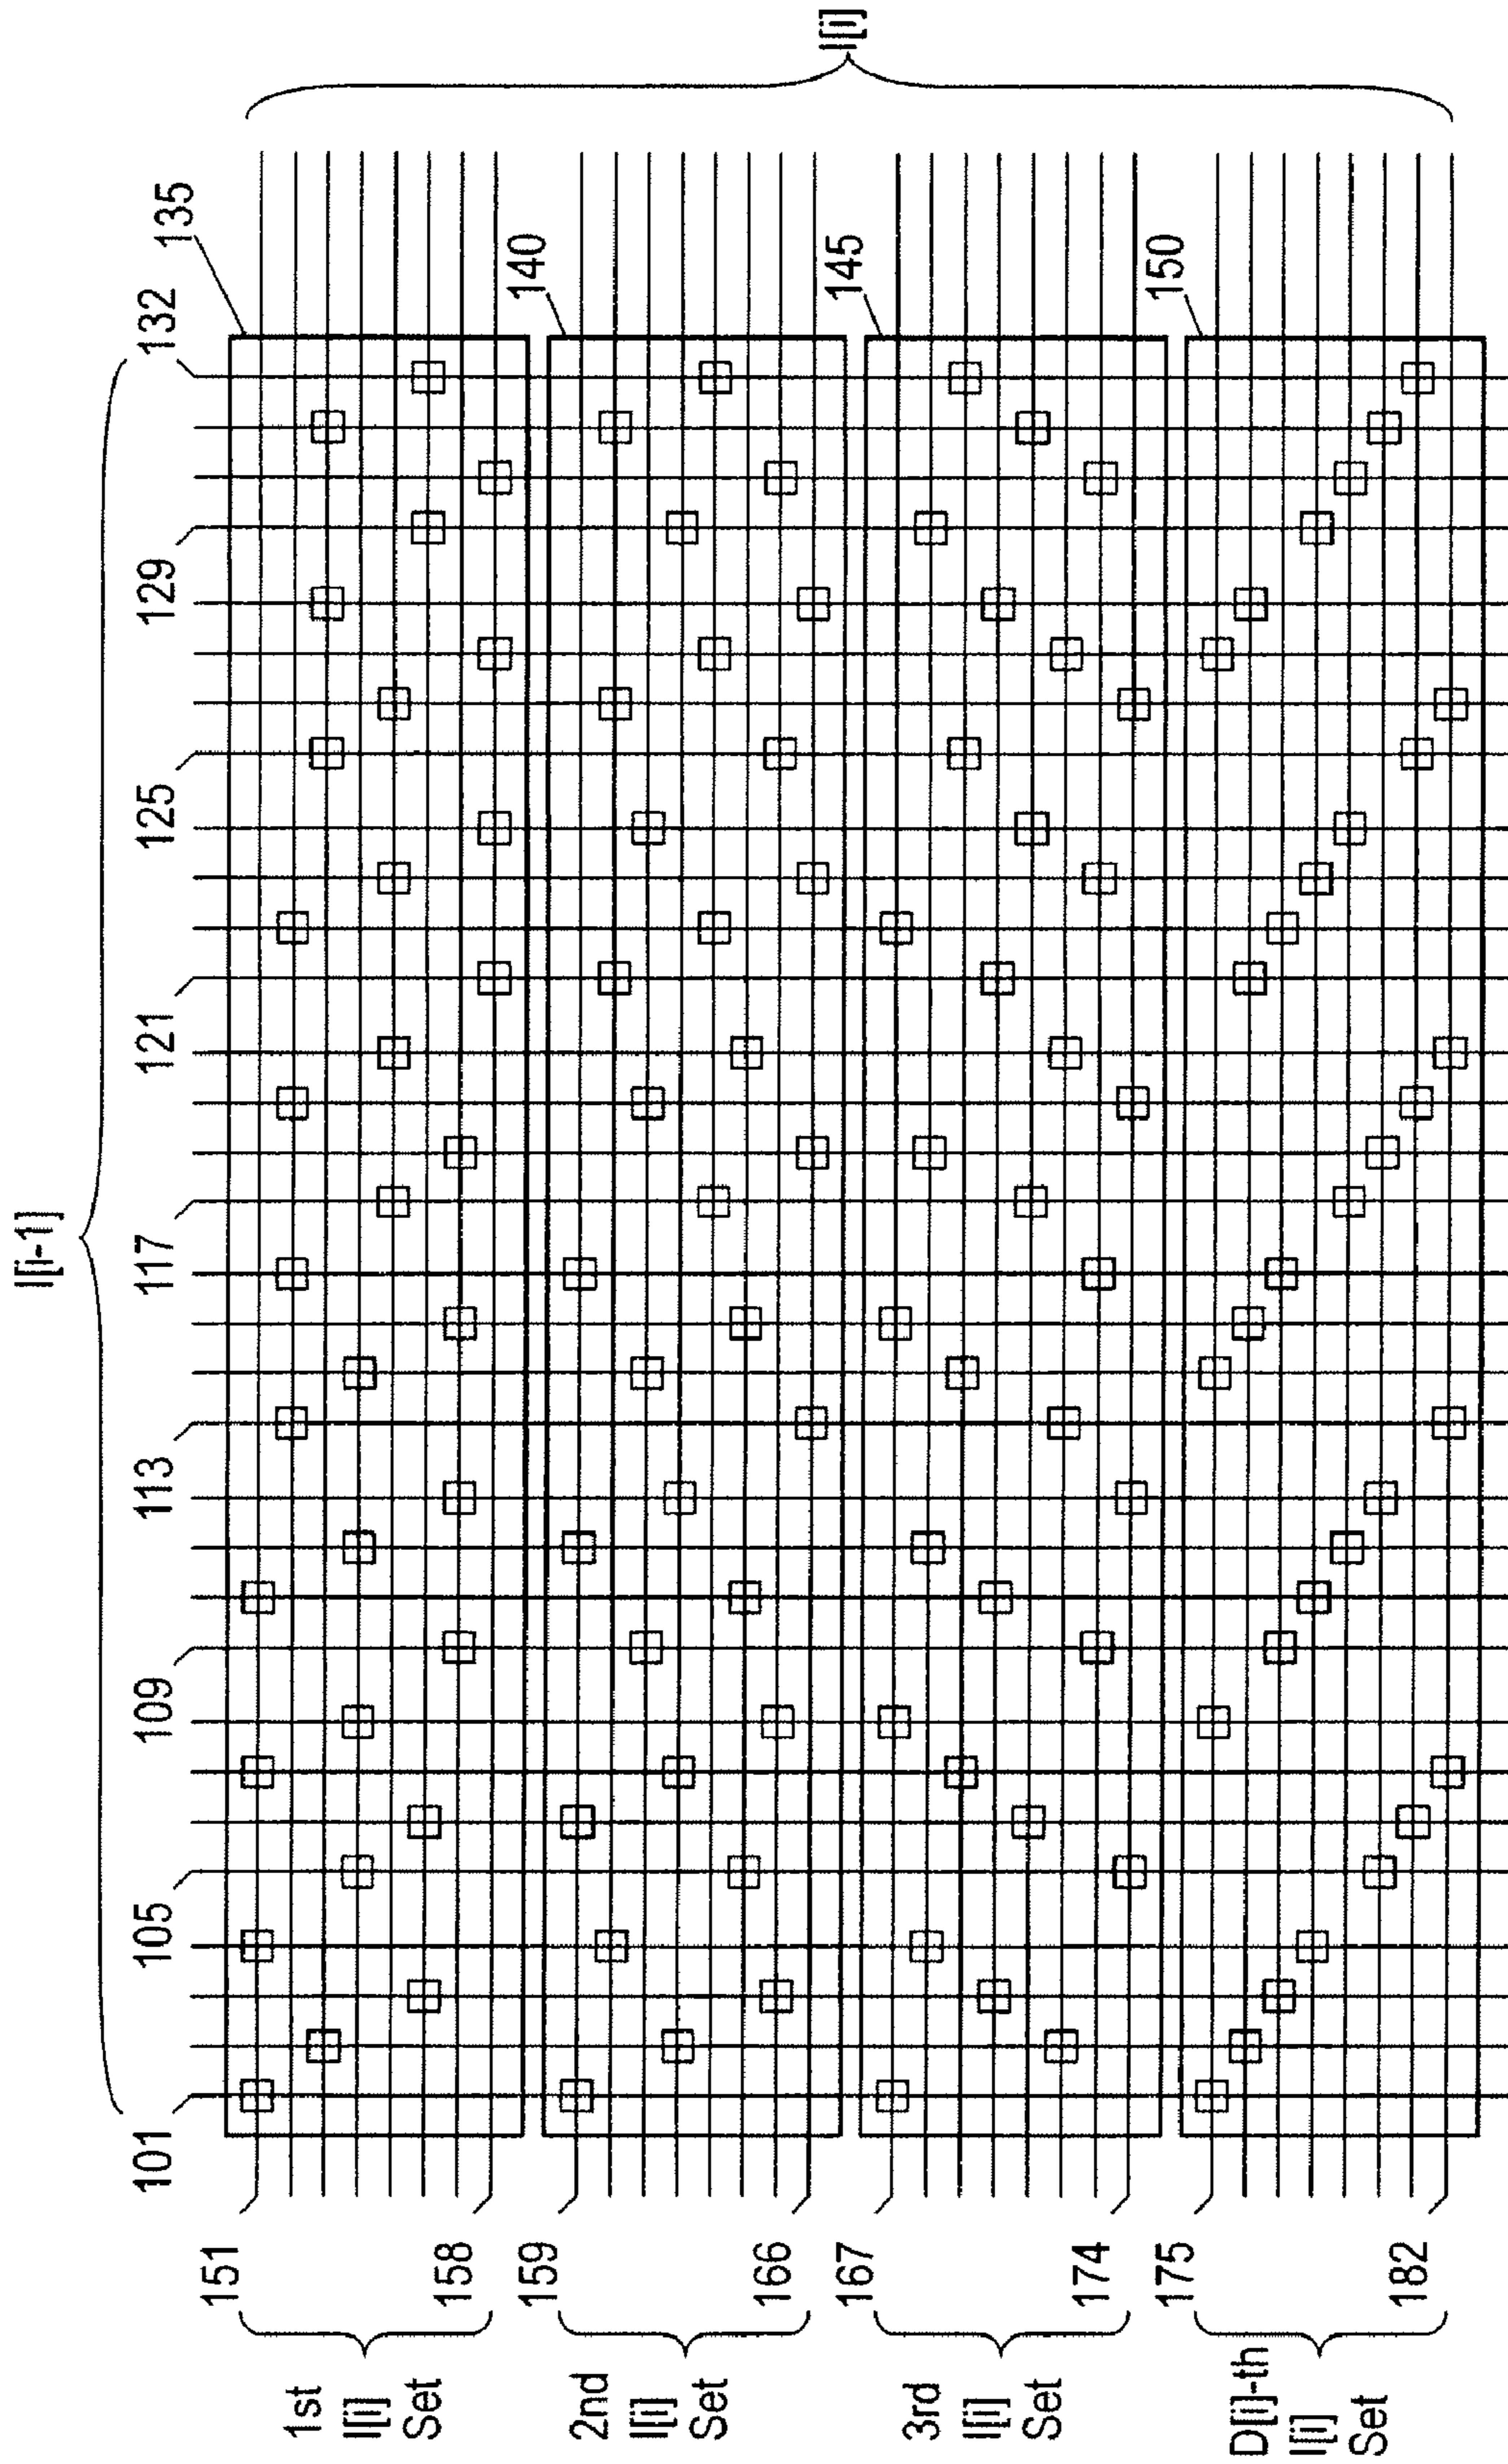 I[i-1]
101
105
109
113
117
121
125
129
132
135
140
145
150
I[i]
151
158
1st
I[i]
Set
159
166
2nd
I[i]
Set
167
174
3rd
I[i]
Set
175
182
D[i]-th
I[i]
Set